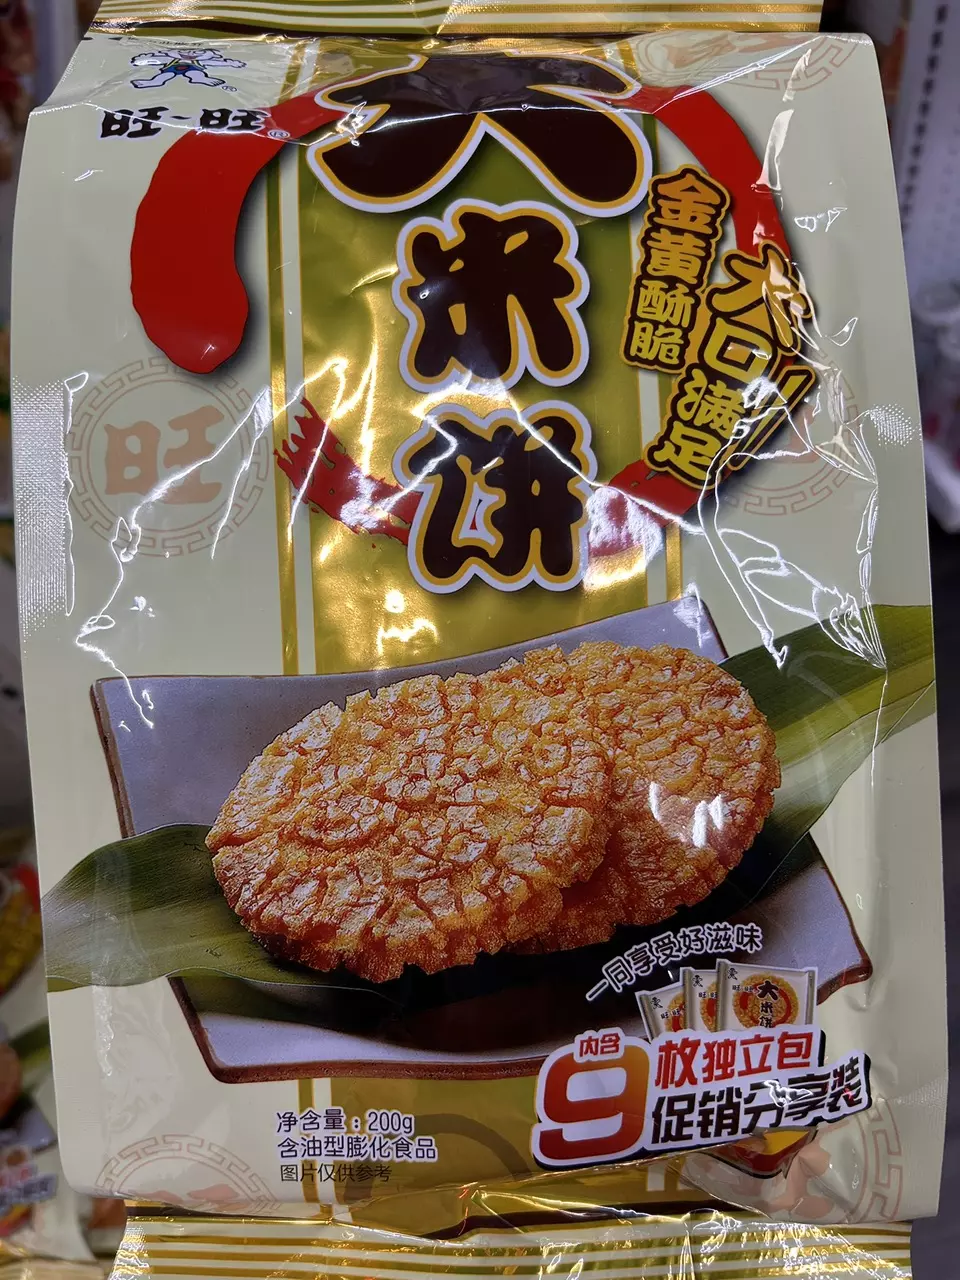 旺-旺®
大
米
饼
金黄酥脆
大口满足
旺
一同享受好滋味
大
米
饼
内含
9枚独立包
促销分享装
净含量：200g
含油型膨化食品
图片仅供参考